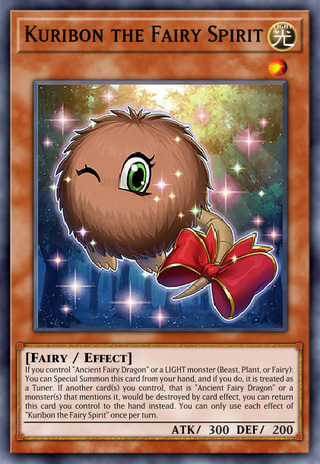 Kuribon the Fairy Spirit
LIGHT
光
[Fairy / Effect]
If you control "Ancient Fairy Dragon" or a LIGHT monster (Beast, Plant, or Fairy):
You can Special Summon this card from your hand, and if you do, it is treated as
a Tuner. If another card(s) you control, that is "Ancient Fairy Dragon" or a
monster(s) that mentions it, would be destroyed by card effect, you can return
this card you control to the hand instead. You can only use each effect of
"Kuribon the Fairy Spirit" once per turn.
ATK/ 300 DEF/ 200